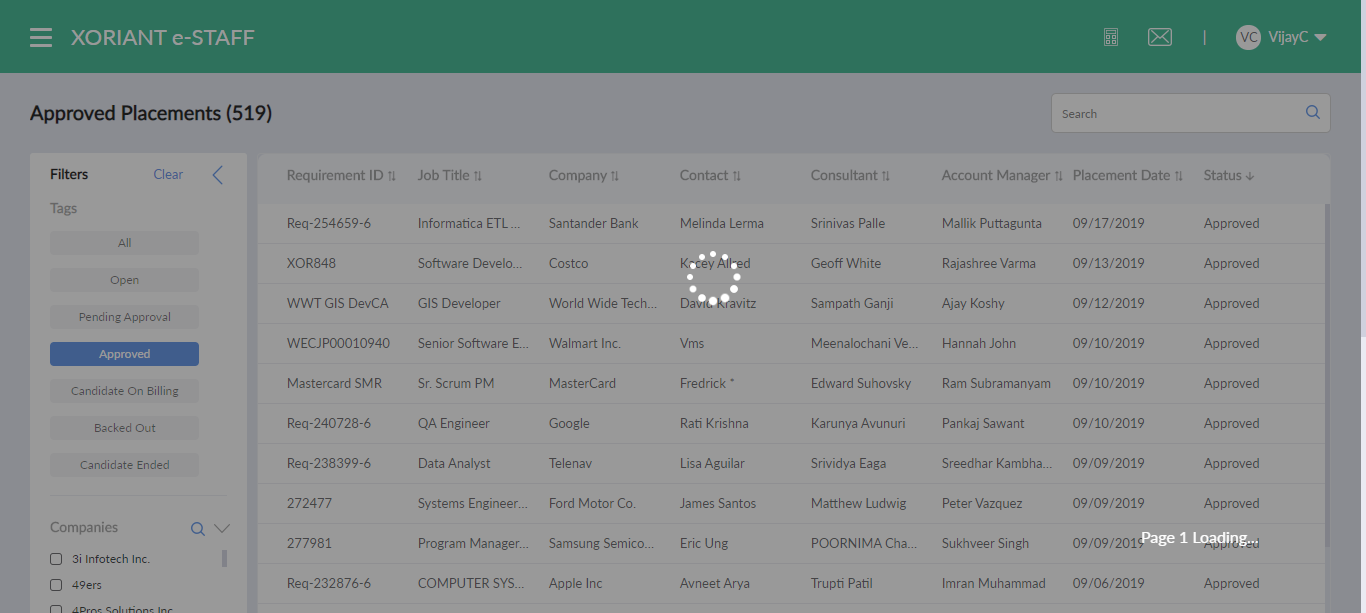 XORIANT e-STAFF | VC VijayC
Approved Placements (519) Search
Filters Clear
Tags
All
Open
Pending Approval
Approved
Candidate On Billing
Backed Out
Candidate Ended
Companies
3i Infotech Inc.
49ers
4Pros Solutions Inc
Requirement ID Job Title Company Contact Consultant Account Manager Placement Date Status
Req-254659-6 Informatica ETL ... Santander Bank Melinda Lerma Srinivas Palle Mallik Puttagunta 09/17/2019 Approved
XOR848 Software Develo... Costco Kacey Allred Geoff White Rajashree Varma 09/13/2019 Approved
WWT GIS DevCA GIS Developer World Wide Tech... David Kravitz Sampath Ganji Ajay Koshy 09/12/2019 Approved
WECJP00010940 Senior Software E... Walmart Inc. Vms Meenalochani Ve... Hannah John 09/10/2019 Approved
Mastercard SMR Sr. Scrum PM MasterCard Fredrick * Edward Suhovsky Ram Subramanyam 09/10/2019 Approved
Req-240728-6 QA Engineer Google Rati Krishna Karunya Avunuri Pankaj Sawant 09/10/2019 Approved
Req-238399-6 Data Analyst Telenav Lisa Aguilar Srividya Eaga Sreedhar Kambha... 09/09/2019 Approved
272477 Systems Engineer... Ford Motor Co. James Santos Matthew Ludwig Peter Vazquez 09/09/2019 Approved
277981 Program Manager... Samsung Semico... Eric Ung POORNIMA Cha... Sukhveer Singh 09/09/2019 Approved
Page 1 Loading...
Req-232876-6 COMPUTER SYS... Apple Inc Avneet Arya Trupti Patil Imran Muhammad 09/06/2019 Approved